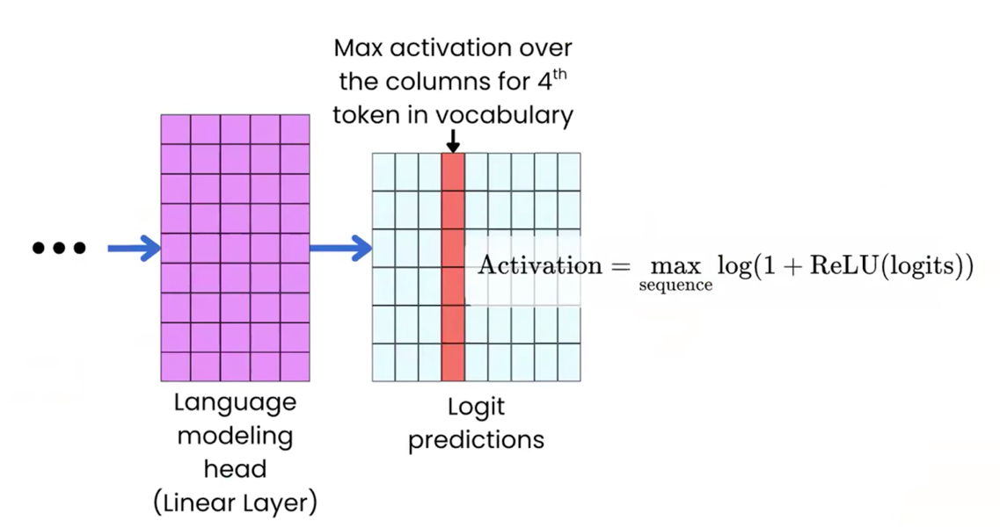 Max activation over
the columns for 4th
token in vocabulary
Activation = max log(1 + ReLU(logits))
sequence
Language
modeling
head
(Linear Layer)
Logit
predictions